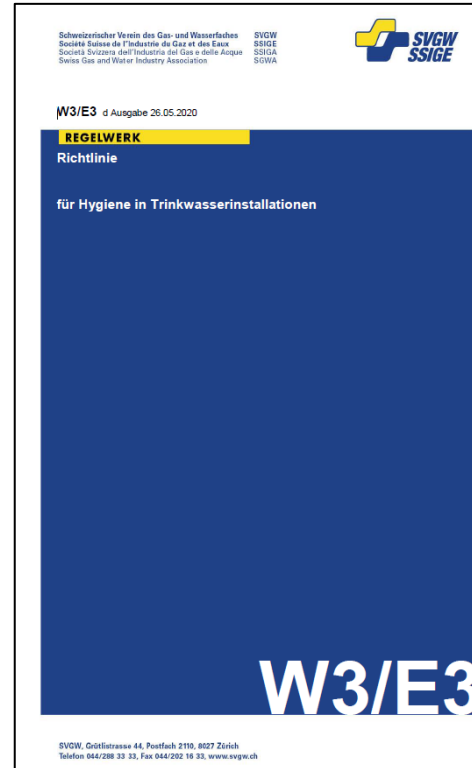 Schweizerischer Verein des Gas- und Wasserfaches SVGW
Société Suisse de l'Industrie du Gaz et des Eaux SSIGE
Società Svizzera dell'Industria del Gas e delle Acque SSIGA
Swiss Gas and Water Industry Association SGWA
SVGW
SSIGE
W3/E3 d Ausgabe 26.05.2020
REGELWERK
Richtlinie
für Hygiene in Trinkwasserinstallationen
W3/E3
SVGW, Grütlistrasse 44, Postfach 2110, 8027 Zürich
Telefon 044/288 33 33, Fax 044/202 16 33, www.svgw.ch